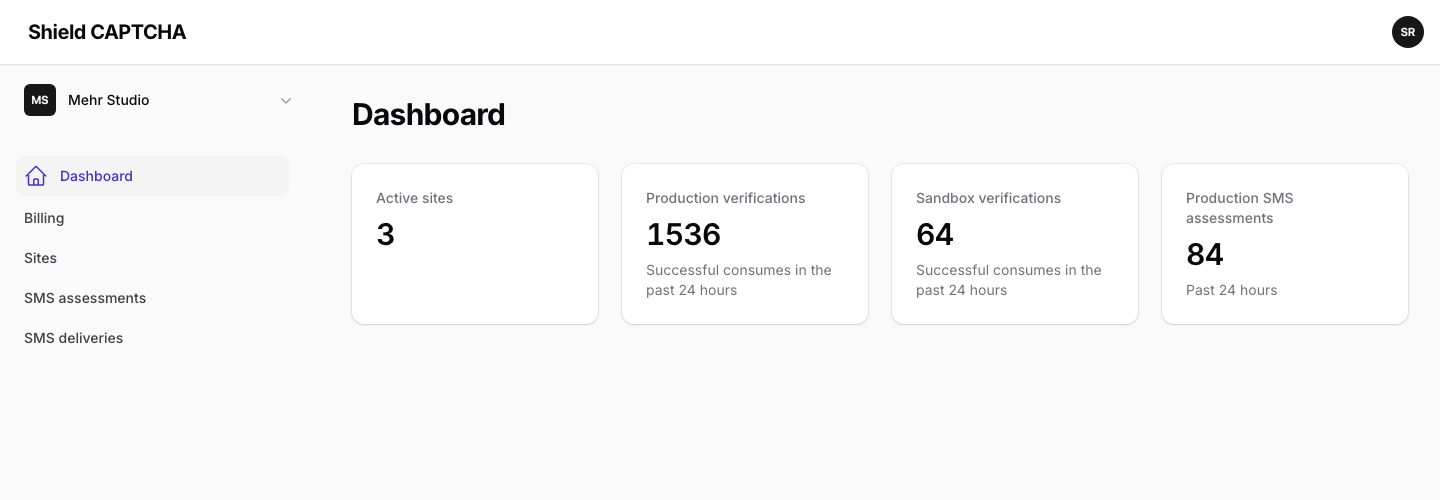 Shield CAPTCHA
SR
MS
Mehr Studio
Dashboard
Billing
Sites
SMS assessments
SMS deliveries
Dashboard
Active sites
3
Production verifications
1536
Successful consumes in the
past 24 hours
Sandbox verifications
64
Successful consumes in the
past 24 hours
Production SMS
assessments
84
Past 24 hours